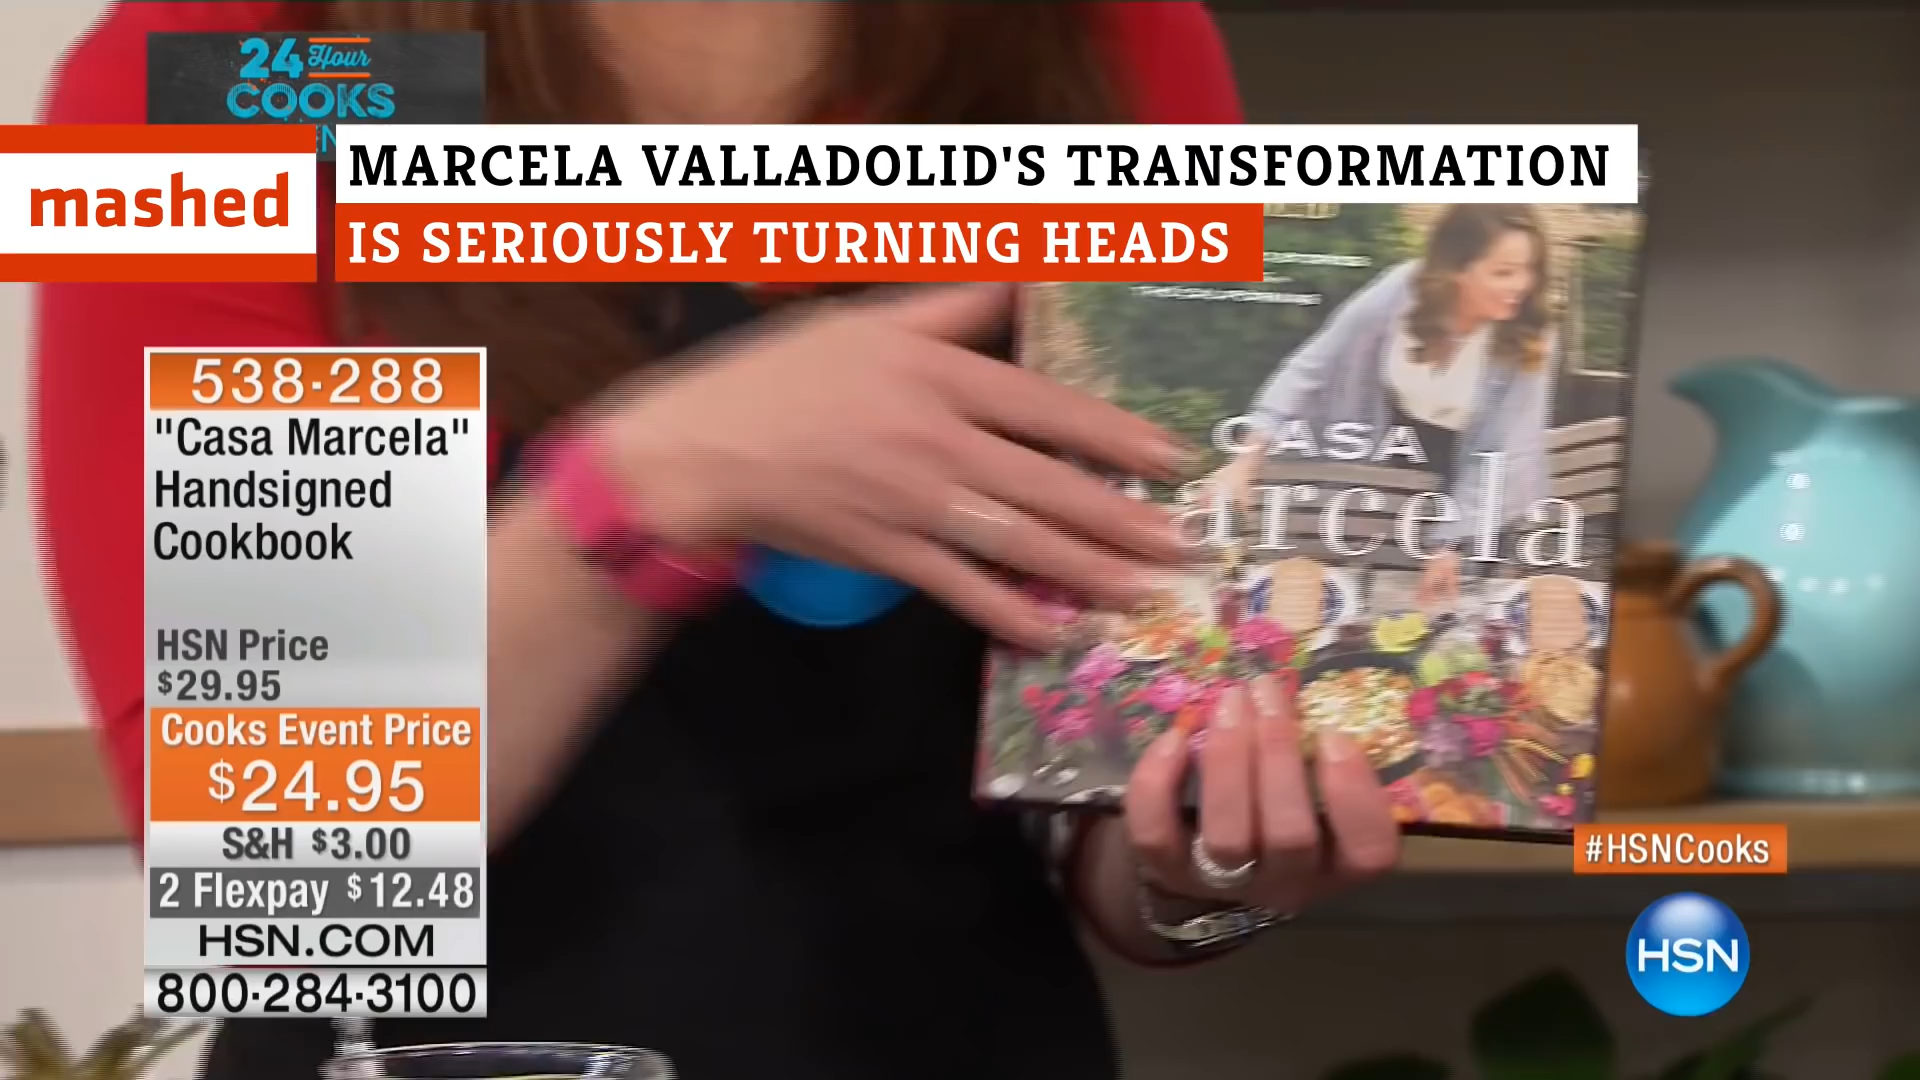 24 Hour
COOKS
mashed
MARCELA VALLADOLID'S TRANSFORMATION
IS SERIOUSLY TURNING HEADS
538-288
"Casa Marcela"
Handsigned
Cookbook
HSN Price
$29.95
Cooks Event Price
$24.95
S&H $3.00
2 Flexpay $12.48
HSN.COM
800·284·3100
CASA
arcela
#HSNCooks
HSN